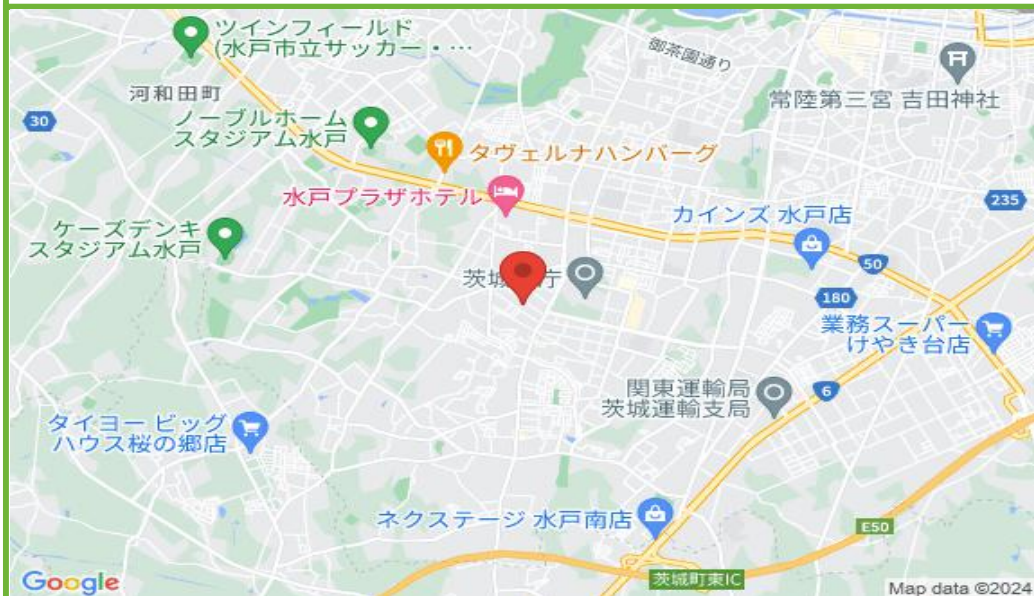 ツインフィールド
(水戸市立サッカー・…
御茶園通り
河和田町
常陸第三宮 吉田神社
30
ノーブルホーム
スタジアム水戸
タヴェルナハンバーグ
水戸プラザホテル
235
カインズ 水戸店
ケーズデンキ
スタジアム水戸
50
茨城
庁
180
業務スーパー
けやき台店
関東運輸局
茨城運輸支局
6
タイヨー ビッグ
ハウス桜の郷店
ネクステージ 水戸南店
E50
茨城町東IC
Google
Map data ©2024